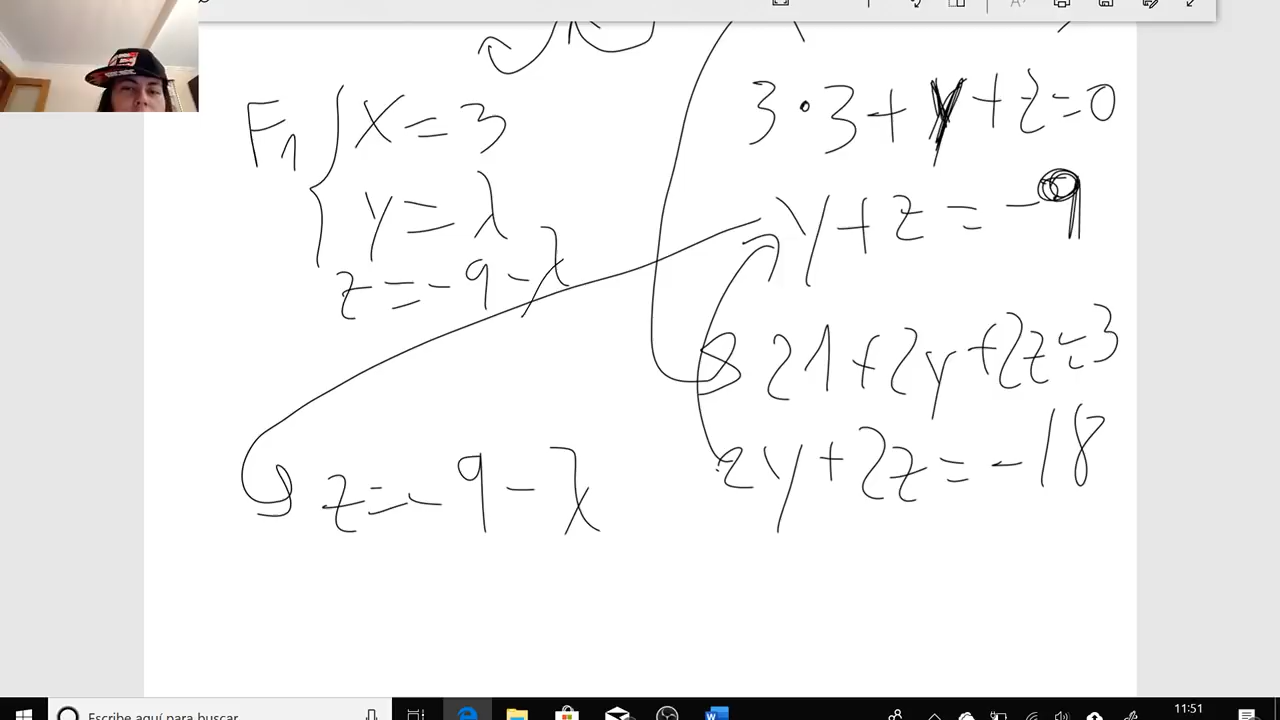 F1 { x = 3
y = λ
z = -9 - λ
3 · 3 + y + z = 0
y + z = -9
21 + 2y + 2z = 3
2y + 2z = -18
z = -9 - λ
Escribe aquí para buscar
11:51